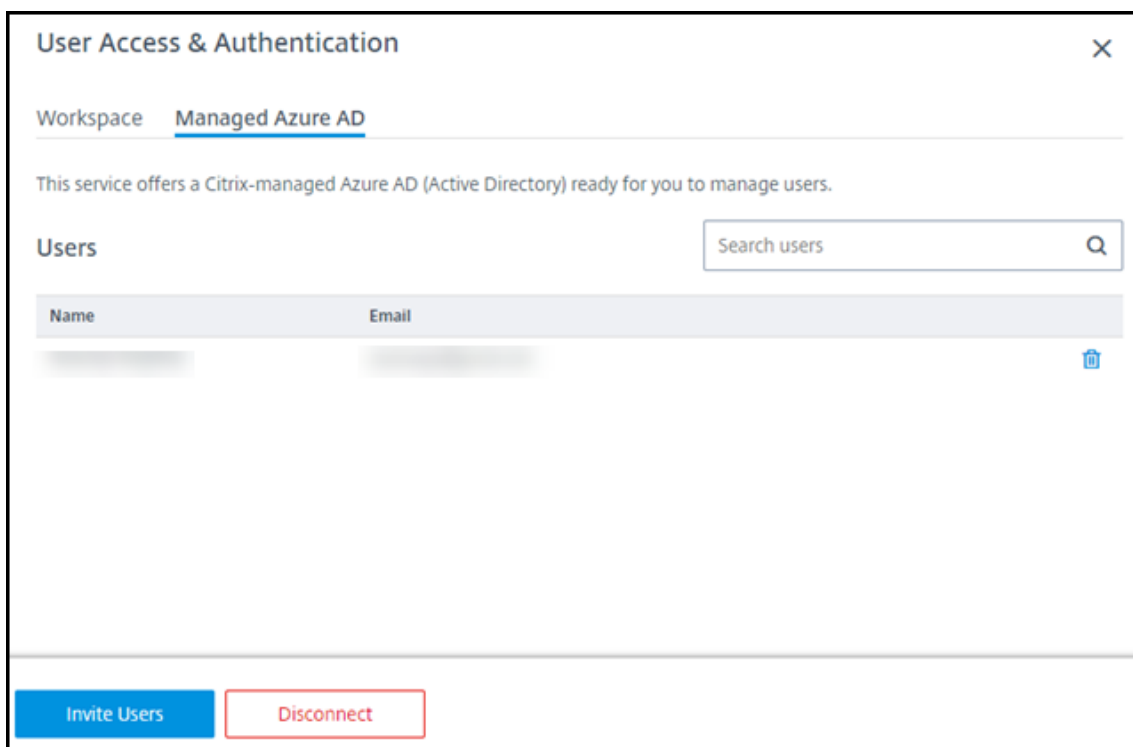 User Access & Authentication
Workspace Managed Azure AD
This service offers a Citrix-managed Azure AD (Active Directory) ready for you to manage users.
Users Search users
Name Email
Invite Users Disconnect